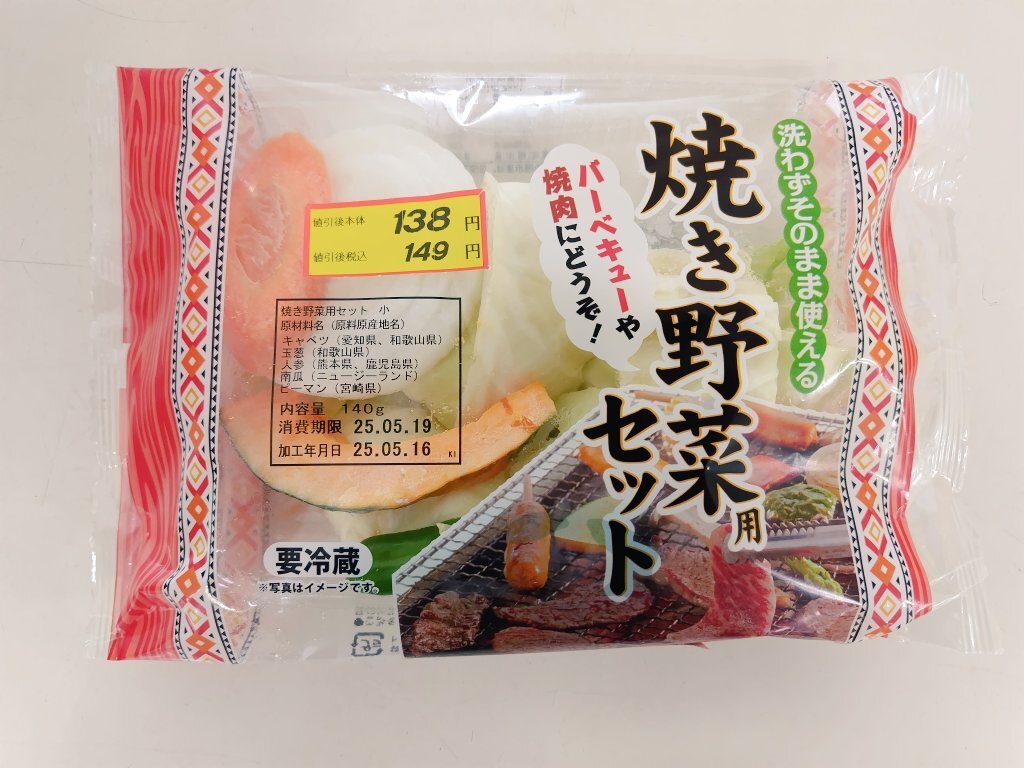 洗わずそのまま使える
焼き野菜用
セット
バーベキューや
焼肉にどうぞ!
値引後本体 138 円
値引後税込 149 円
焼き野菜用セット 小
原材料名(原料原産地名)
キャベツ(愛知県、和歌山県)
玉葱(和歌山県)
人参(熊本県、鹿児島県)
南瓜(ニュージーランド)
ピーマン(宮崎県)
内容量 140g
消費期限 25.05.19
加工年月日 25.05.16 KI
要冷蔵
※写真はイメージです。